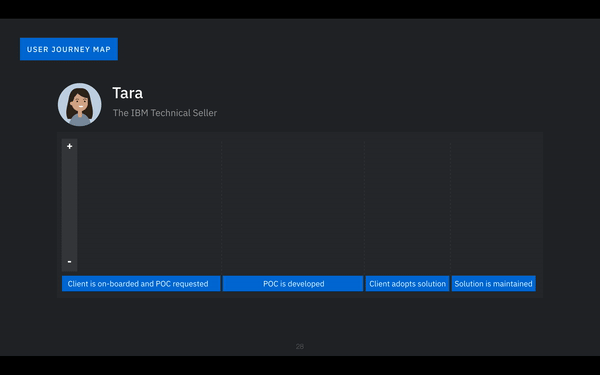 USER JOURNEY MAP
Tara
The IBM Technical Seller
+
-
Client is on-boarded and POC requested
POC is developed
Client adopts solution
Solution is maintained